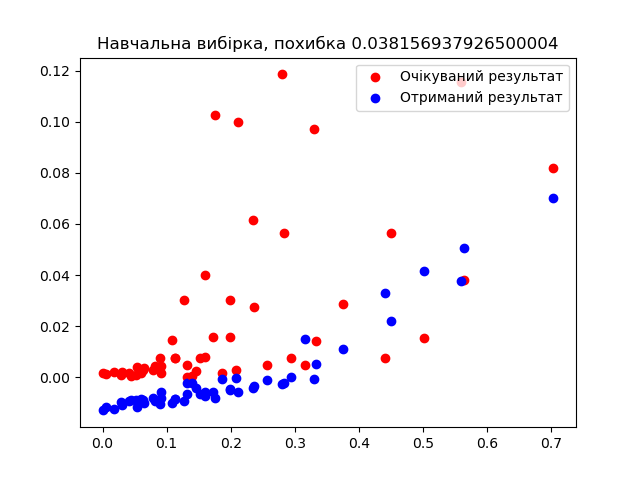 Навчальна вибірка, похибка 0.038156937926500004
Очікуваний результат
Отриманий результат
0.12
0.10
0.08
0.06
0.04
0.02
0.00
0.0 0.1 0.2 0.3 0.4 0.5 0.6 0.7